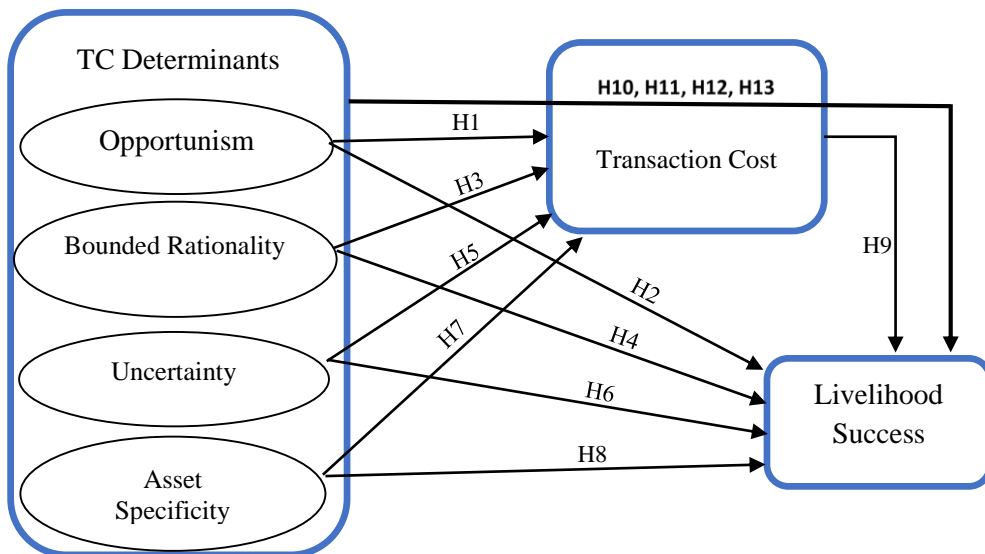 TC Determinants
Opportunism
Bounded Rationality
Uncertainty
Asset
Specificity
H1
H3
H5
H7
H2
H4
H6
H8
H10, H11, H12, H13
Transaction Cost
H9
Livelihood
Success